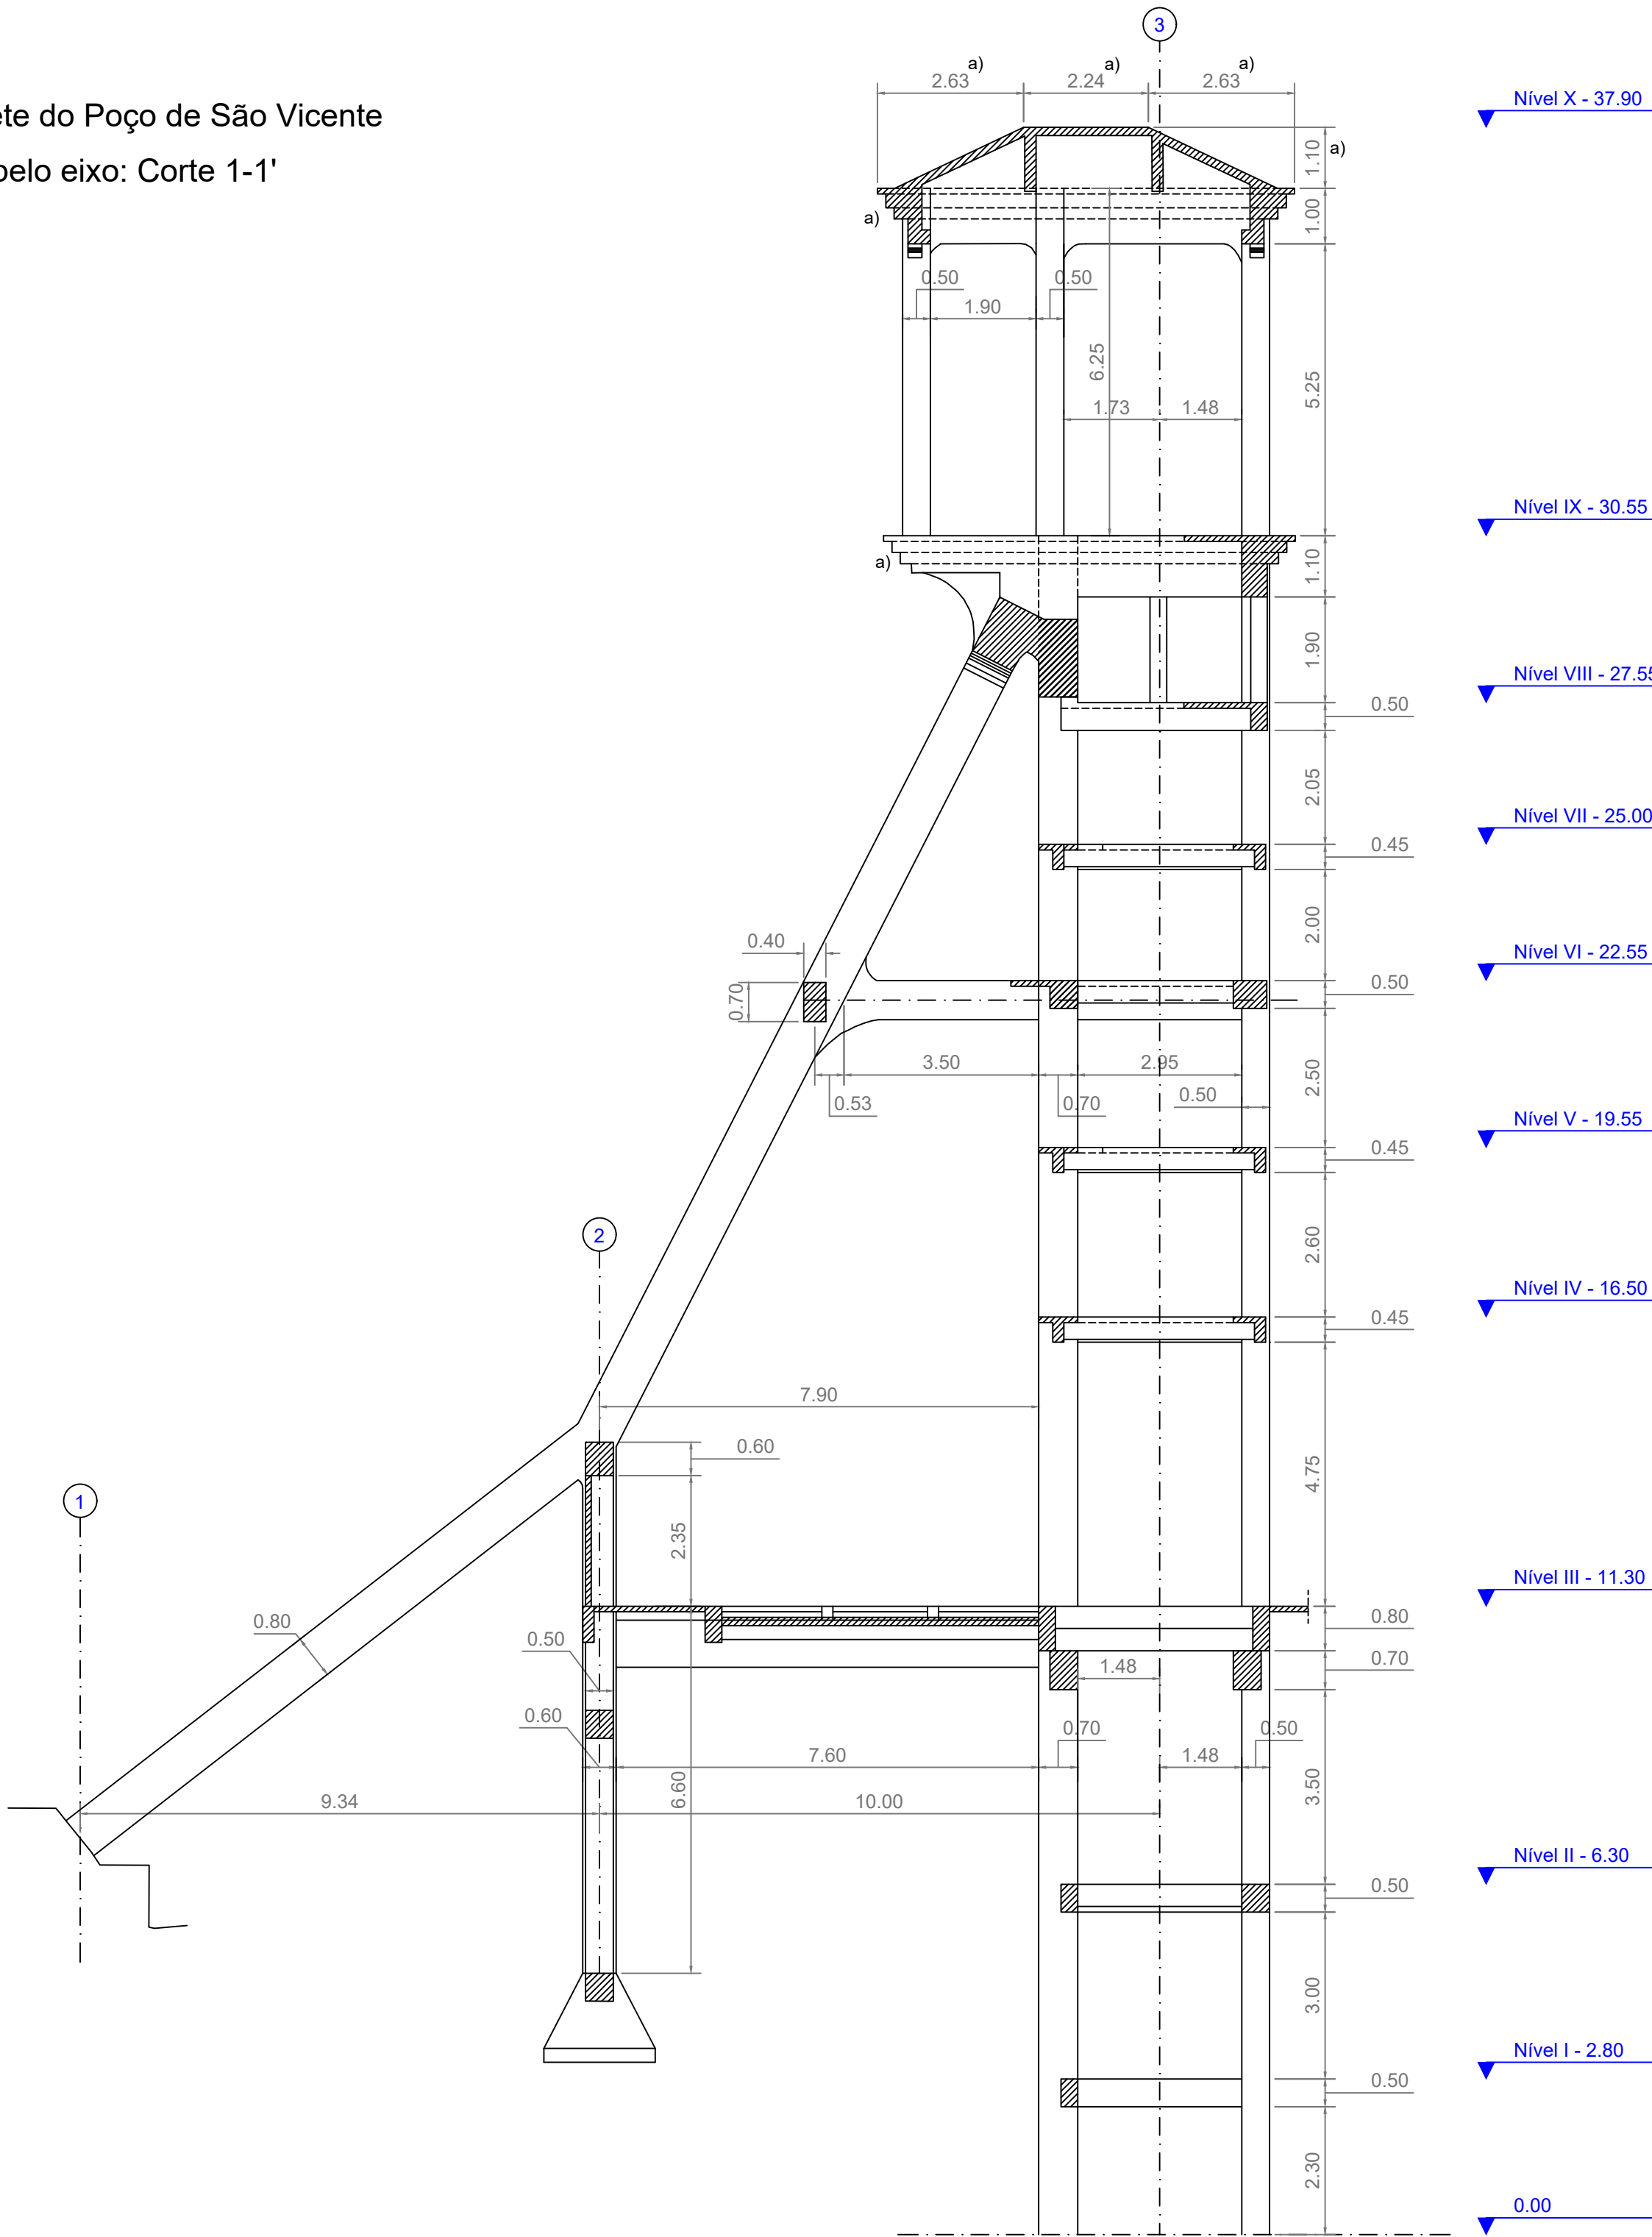 3
a) a) a)
2.63 2.24 2.63
Nível X - 37.90
ete do Poço de São Vicente
pelo eixo: Corte 1-1'
1.10 a)
1.00
a)
0.50 0.50
1.90
6.25
5.25
1.73 1.48
Nível IX - 30.55
a)
1.10
1.90
Nível VIII - 27.55
0.50
2.05
Nível VII - 25.00
0.45
2.00
0.40
Nível VI - 22.55
0.70
0.50
3.50 2.95
2.50
0.53 0.70 0.50
Nível V - 19.55
0.45
2
2.60
Nível IV - 16.50
0.45
7.90
0.60
4.75
1
2.35
Nível III - 11.30
0.80
0.80
0.50
1.48
0.70
0.60
0.70 0.50
7.60 1.48
6.60
3.50
9.34 10.00
Nível II - 6.30
0.50
3.00
Nível I - 2.80
0.50
2.30
0.00